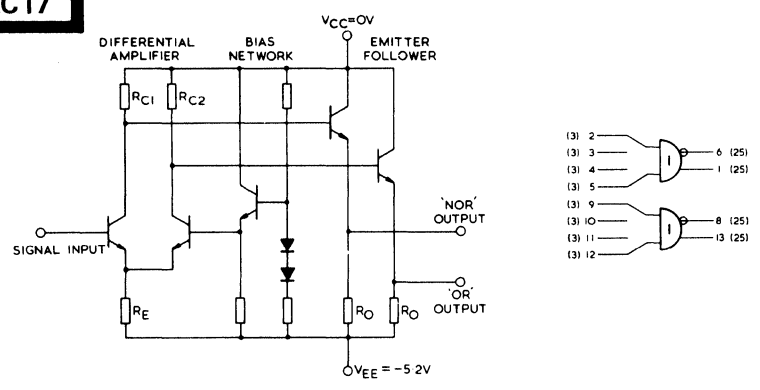 C17
VCC=0V
DIFFERENTIAL
AMPLIFIER
BIAS
NETWORK
EMITTER
FOLLOWER
RC1
RC2
'NOR'
OUTPUT
SIGNAL INPUT
'OR'
OUTPUT
RE
RO
RO
VEE = -5.2V
(3) 2
(3) 3
(3) 4
(3) 5
1
6 (25)
1 (25)
(3) 9
(3) 10
(3) 11
(3) 12
1
8 (25)
13 (25)